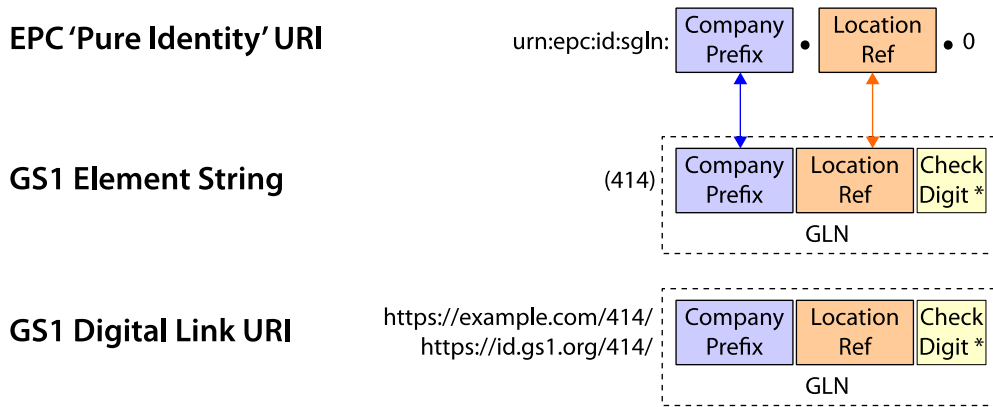 EPC ‘Pure Identity’ URI
urn:epc:id:sgln:
Company
Prefix
•
Location
Ref
• 0
GS1 Element String
(414)
Company
Prefix
Location
Ref
Check
Digit *
GLN
GS1 Digital Link URI
https://example.com/414/
https://id.gs1.org/414/
Company
Prefix
Location
Ref
Check
Digit *
GLN